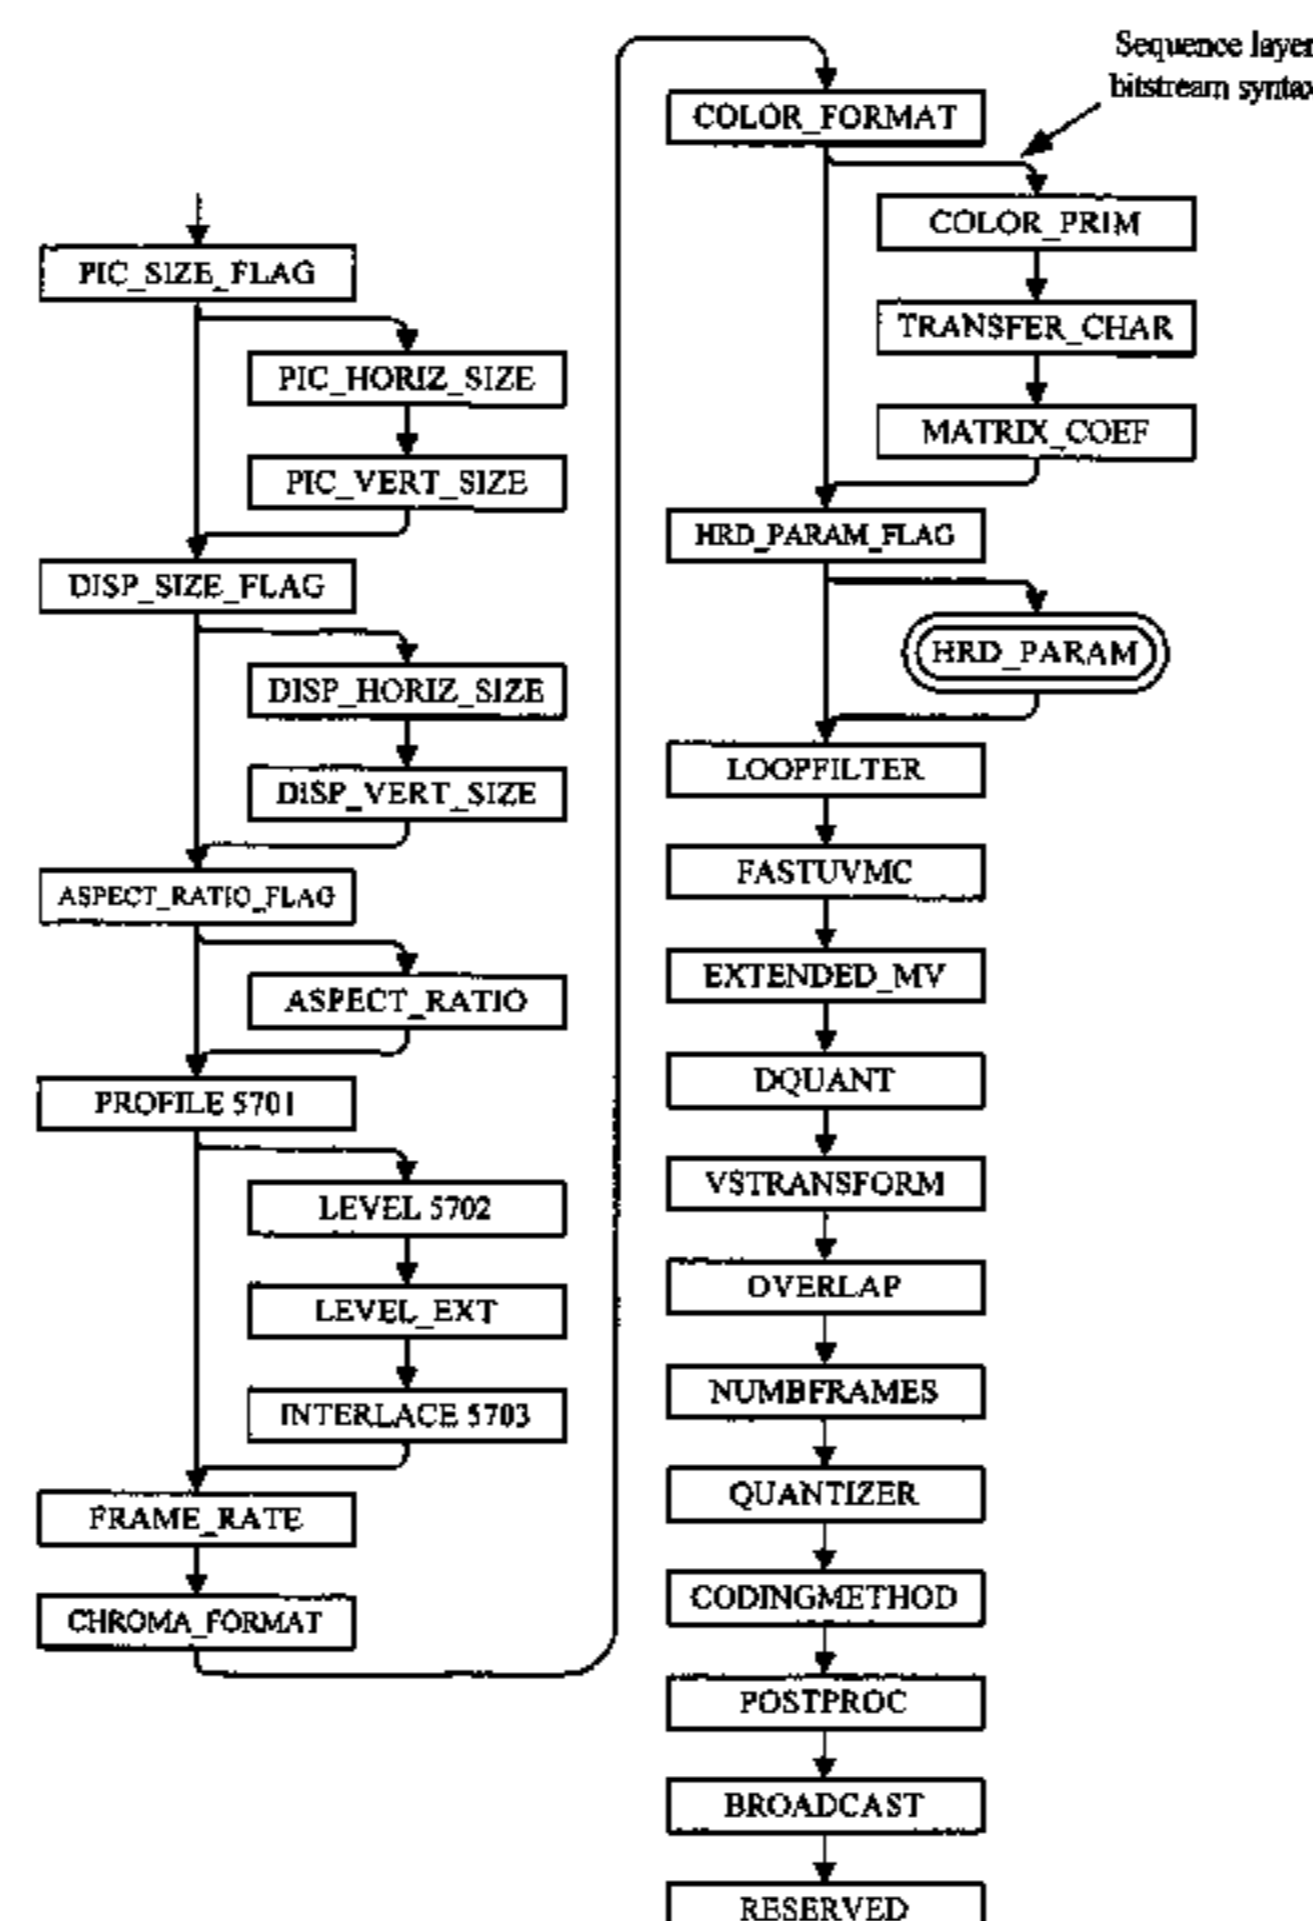 PIC_SIZE_FLAG
PIC_HORIZ_SIZE
PIC_VERT_SIZE
DISP_SIZE_FLAG
DISP_HORIZ_SIZE
DISP_VERT_SIZE
ASPECT_RATIO_FLAG
ASPECT_RATIO
PROFILE 5701
LEVEL 5702
LEVEL_EXT
INTERLACE 5703
FRAME_RATE
CHROMA_FORMAT
Sequence layer
bitstream syntax
COLOR_FORMAT
COLOR_PRIM
TRANSFER_CHAR
MATRIX_COEF
HRD_PARAM_FLAG
HRD_PARAM
LOOPFILTER
FASTUVMC
EXTENDED_MV
DQUANT
VSTRANSFORM
OVERLAP
NUMBFRAMES
QUANTIZER
CODINGMETHOD
POSTPROC
BROADCAST
RESERVED